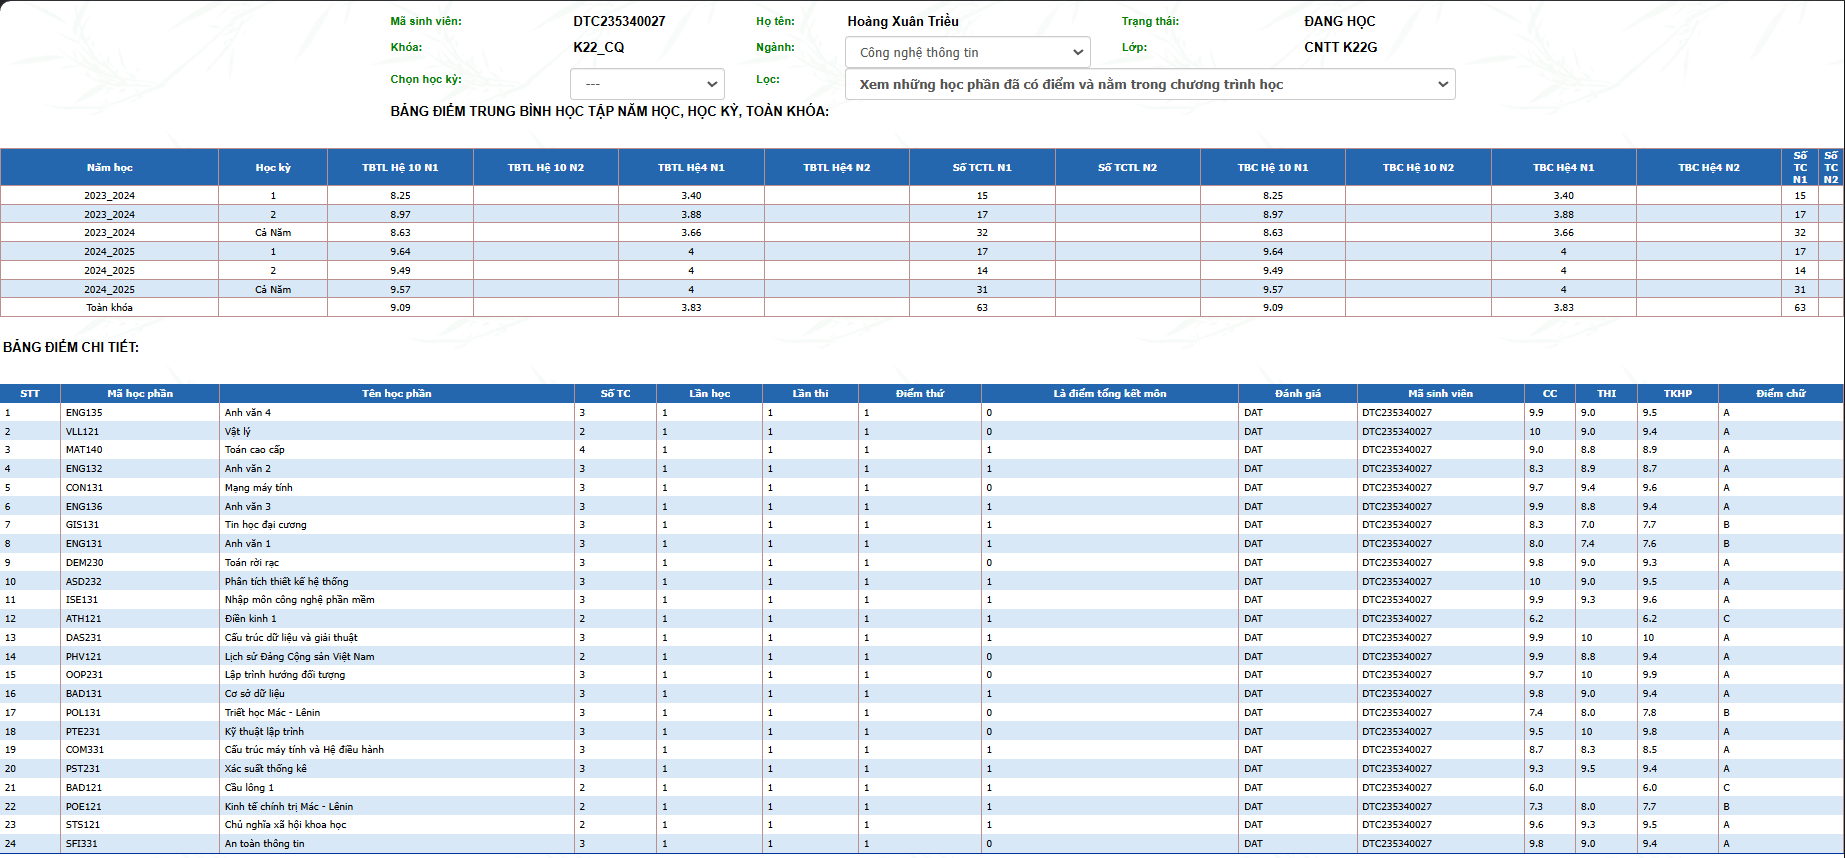 Mã sinh viên: DTC235340027 Họ tên: Hoàng Xuân Triều Trạng thái: ĐANG HỌC
Khóa: K22_CQ Ngành: Công nghệ thông tin Lớp: CNTT K22G
Chọn học kỳ: --- Lọc: Xem những học phần đã có điểm và nằm trong chương trình học
BẢNG ĐIỂM TRUNG BÌNH HỌC TẬP NĂM HỌC, HỌC KỲ, TOÀN KHÓA:
Năm học Học kỳ TBTL Hệ 10 N1 TBTL Hệ 10 N2 TBTL Hệ4 N1 TBTL Hệ4 N2 Số TCTL N1 Số TCTL N2 TBC Hệ 10 N1 TBC Hệ 10 N2 TBC Hệ4 N1 TBC Hệ4 N2 Số TC N1 Số TC N2
2023_2024 1 8.25 3.40 15 8.25 3.40 15
2023_2024 2 8.97 3.88 17 8.97 3.88 17
2023_2024 Cả Năm 8.63 3.66 32 8.63 3.66 32
2024_2025 1 9.64 4 17 9.64 4 17
2024_2025 2 9.49 4 14 9.49 4 14
2024_2025 Cả Năm 9.57 4 31 9.57 4 31
Toàn khóa 9.09 3.83 63 9.09 3.83 63
BẢNG ĐIỂM CHI TIẾT:
STT Mã học phần Tên học phần Số TC Lần học Lần thi Điểm thứ Là điểm tổng kết môn Đánh giá Mã sinh viên CC THI TKHP Điểm chữ
1 ENG135 Anh văn 4 3 1 1 1 0 DAT DTC235340027 9.9 9.0 9.5 A
2 VLL121 Vật lý 2 1 1 1 0 DAT DTC235340027 10 9.0 9.4 A
3 MAT140 Toán cao cấp 4 1 1 1 1 DAT DTC235340027 9.0 8.8 8.9 A
4 ENG132 Anh văn 2 3 1 1 1 1 DAT DTC235340027 8.3 8.9 8.7 A
5 CON131 Mạng máy tính 3 1 1 1 0 DAT DTC235340027 9.7 9.4 9.6 A
6 ENG136 Anh văn 3 3 1 1 1 1 DAT DTC235340027 9.9 8.8 9.4 A
7 GIS131 Tin học đại cương 3 1 1 1 1 DAT DTC235340027 8.3 7.0 7.7 B
8 ENG131 Anh văn 1 3 1 1 1 1 DAT DTC235340027 8.0 7.4 7.6 B
9 DEM230 Toán rời rạc 3 1 1 1 0 DAT DTC235340027 9.8 9.0 9.3 A
10 ASD232 Phân tích thiết kế hệ thống 3 1 1 1 1 DAT DTC235340027 10 9.0 9.5 A
11 ISE131 Nhập môn công nghệ phần mềm 3 1 1 1 1 DAT DTC235340027 9.9 9.3 9.6 A
12 ATH121 Điền kinh 1 2 1 1 1 1 DAT DTC235340027 6.2 6.2 C
13 DAS231 Cấu trúc dữ liệu và giải thuật 3 1 1 1 1 DAT DTC235340027 9.9 10 10 A
14 PHV121 Lịch sử Đảng Cộng sản Việt Nam 2 1 1 1 0 DAT DTC235340027 9.9 8.8 9.4 A
15 OOP231 Lập trình hướng đối tượng 3 1 1 1 0 DAT DTC235340027 9.7 10 9.9 A
16 BAD131 Cơ sở dữ liệu 3 1 1 1 1 DAT DTC235340027 9.8 9.0 9.4 A
17 POL131 Triết học Mác - Lênin 3 1 1 1 0 DAT DTC235340027 7.4 8.0 7.8 B
18 PTE231 Kỹ thuật lập trình 3 1 1 1 0 DAT DTC235340027 9.5 10 9.8 A
19 COM331 Cấu trúc máy tính và Hệ điều hành 3 1 1 1 1 DAT DTC235340027 8.7 8.3 8.5 A
20 PST231 Xác suất thống kê 3 1 1 1 1 DAT DTC235340027 9.3 9.5 9.4 A
21 BAD121 Cầu lông 1 2 1 1 1 1 DAT DTC235340027 6.0 6.0 C
22 POE121 Kinh tế chính trị Mác - Lênin 2 1 1 1 1 DAT DTC235340027 7.3 8.0 7.7 B
23 STS121 Chủ nghĩa xã hội khoa học 2 1 1 1 1 DAT DTC235340027 9.6 9.3 9.5 A
24 SFI331 An toàn thông tin 3 1 1 1 0 DAT DTC235340027 9.8 9.0 9.4 A